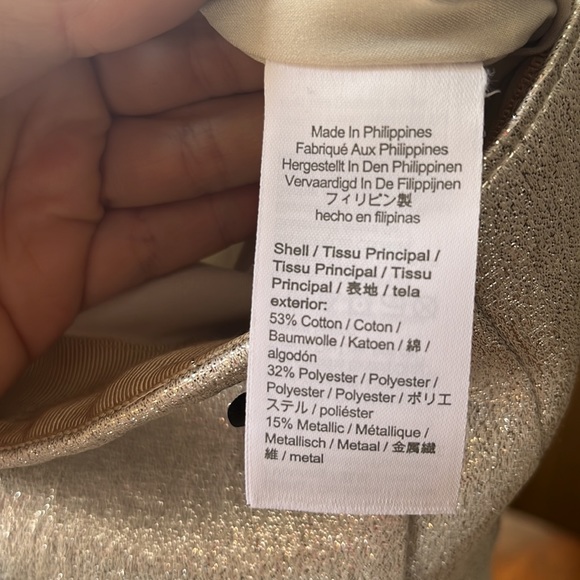 Made In Philippines
Fabriqué Aux Philippines
Hergestellt In Den Philippinen
Vervaardigd In De Filippijnen
フィリピン製
hecho en filipinas
Shell / Tissu Principal /
Tissu Principal / Tissu
Principal / 表地 / tela
exterior:
53% Cotton / Coton /
Baumwolle / Katoen / 綿 /
algodón
32% Polyester / Polyester /
Polyester / Polyester / ポリエ
ステル / poliéster
15% Metallic / Métallique /
Metallisch / Metaal / 金属繊
維 / metal